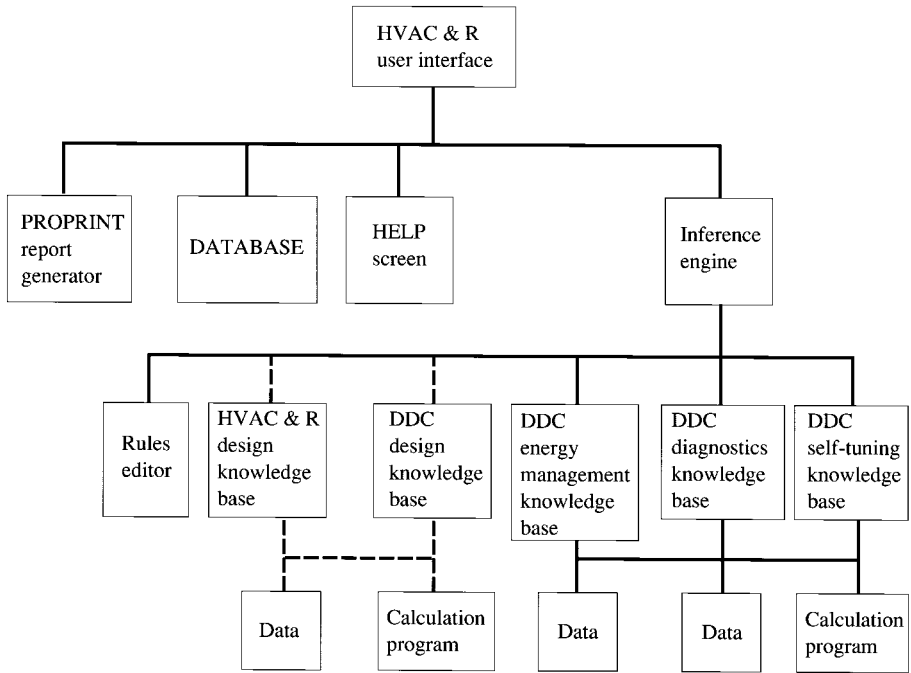 HVAC & R
user interface
PROPRINT
report
generator
DATABASE
HELP
screen
Inference
engine
Rules
editor
HVAC & R
design
knowledge
base
DDC
design
knowledge
base
DDC
energy
management
knowledge
base
DDC
diagnostics
knowledge
base
DDC
self-tuning
knowledge
base
Data
Calculation
program
Data
Data
Calculation
program